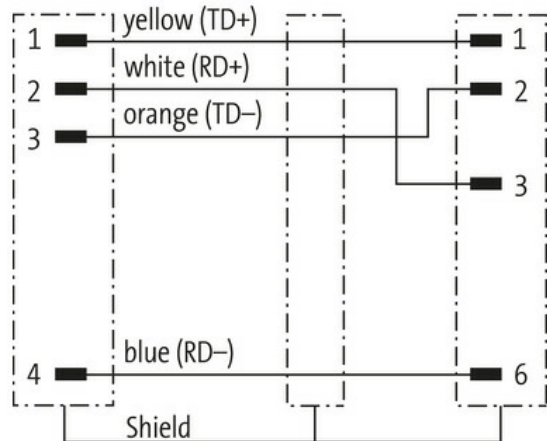 yellow (TD+)
1 1
white (RD+)
2 2
orange (TD–)
3
3
blue (RD–)
4 6
Shield